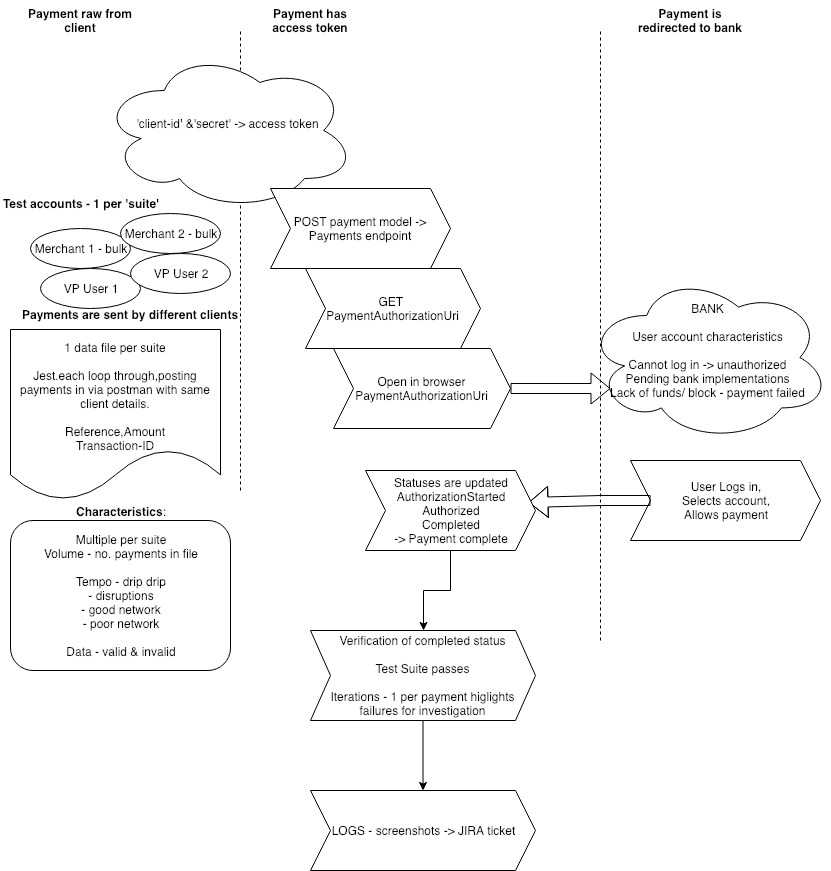 Payment raw from
client
Payment has
access token
Payment is
redirected to bank
'client-id' &'secret' -> access token
Test accounts - 1 per 'suite'
Merchant 2 - bulk
Merchant 1 - bulk
VP User 2
VP User 1
Payments are sent by different clients
1 data file per suite
Jest.each loop through,posting
payments in via postman with same
client details.
Reference,Amount
Transaction-ID
Characteristics:
Multiple per suite
Volume - no. payments in file
Tempo - drip drip
- disruptions
- good network
- poor network
Data - valid & invalid
POST payment model ->
Payments endpoint
GET
PaymentAuthorizationUri
Open in browser
PaymentAuthorizationUri
BANK
User account characteristics
Cannot log in -> unauthorized
Pending bank implementations
Lack of funds/ block - payment failed
User Logs in,
Selects account,
Allows payment
Statuses are updated
AuthorizationStarted
Authorized
Completed
-> Payment complete
Verification of completed status
Test Suite passes
Iterations - 1 per payment higlights
failures for investigation
LOGS - screenshots -> JIRA ticket